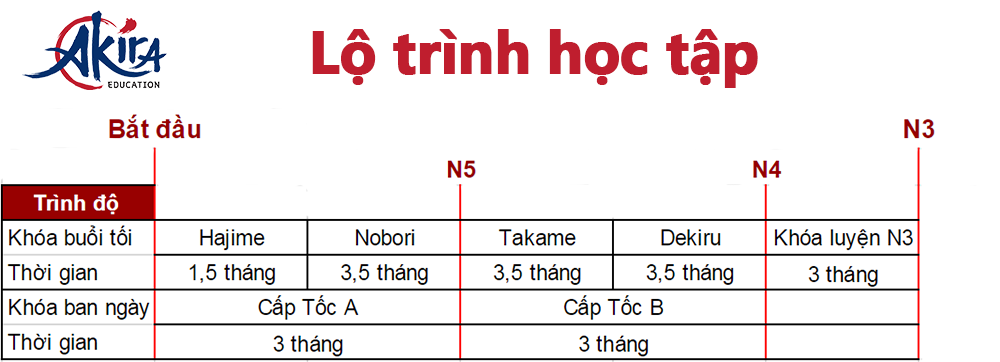 AkirA
EDUCATION
Lộ trình học tập
Bắt đầu
N3
N5
N4
Trình độ
Khóa buổi tối Hajime Nobori Takame Dekiru Khóa luyện N3
Thời gian 1,5 tháng 3,5 tháng 3,5 tháng 3,5 tháng 3 tháng
Khóa ban ngày Cấp Tốc A Cấp Tốc B
Thời gian 3 tháng 3 tháng